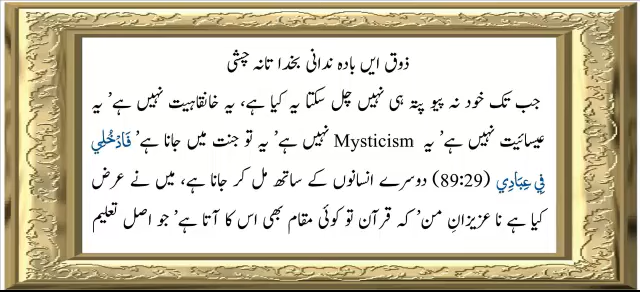 ذوق ایں بادہ ندانی بخدا تانہ چشی
جب تک خود نہ پیو پتہ ہی نہیں چل سکتا یہ کیا ہے، یہ خانقاہیت نہیں ہے’ یہ
عیسائیت نہیں ہے’ یہ Mysticism نہیں ہے’ یہ تو جنت میں جانا ہے’ فَادْخُلِي
فِي عِبَادِي (89:29) دوسرے انسانوں کے ساتھ مل کر جانا ہے، میں نے عرض
کیا ہے نا عزیزانِ من’ کہ قرآن تو کوئی مقام بھی اس کا آتا ہے’ جو اصل تعلیم